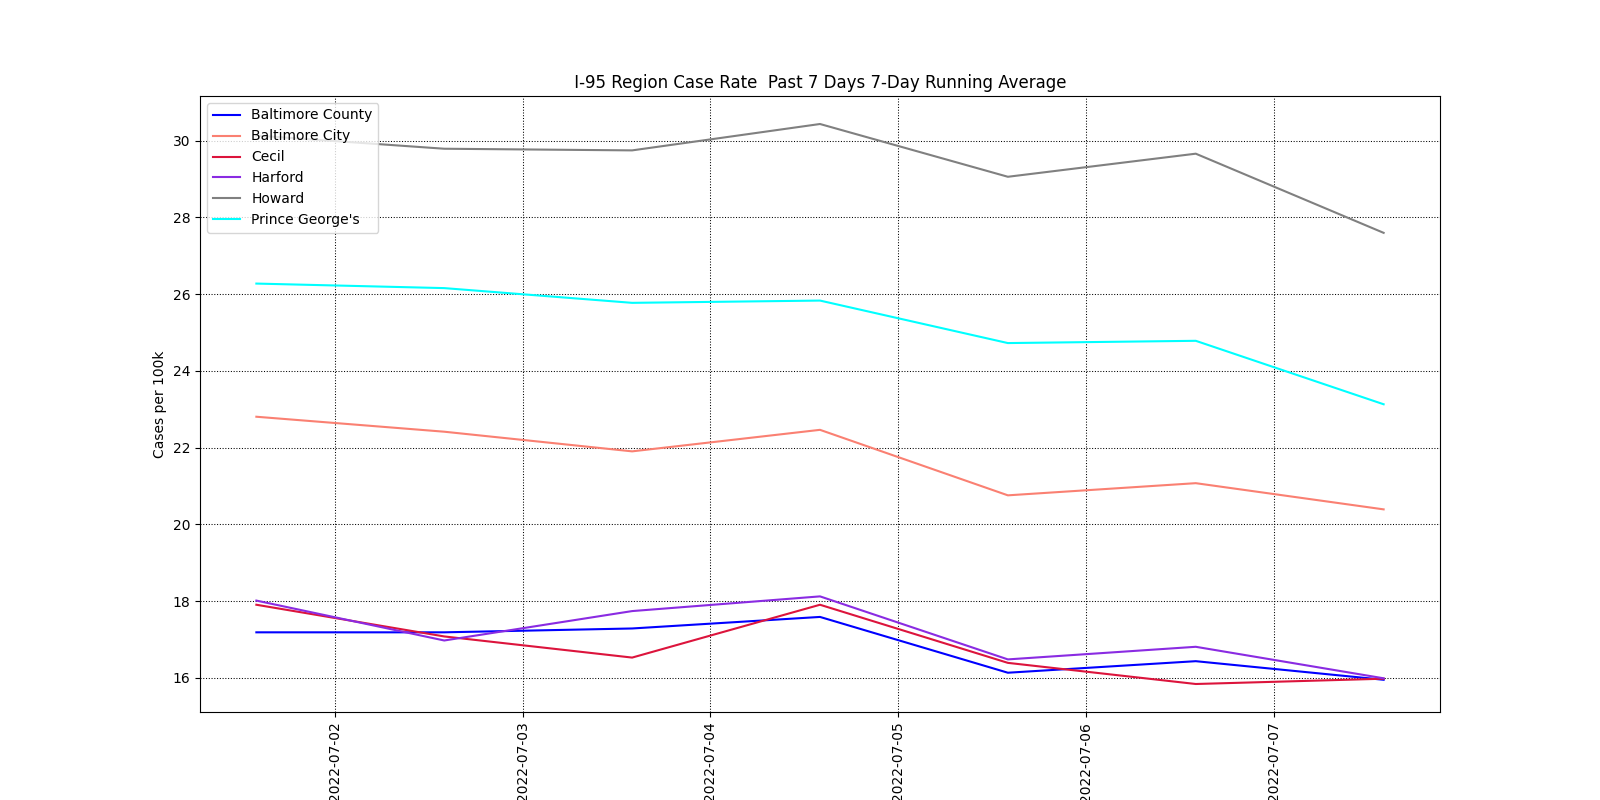 I-95 Region Case Rate  Past 7 Days 7-Day Running Average
Baltimore County
Baltimore City
Cecil
Harford
Howard
Prince George's
Cases per 100k
30
28
26
24
22
20
18
16
2022-07-02
2022-07-03
2022-07-04
2022-07-05
2022-07-06
2022-07-07